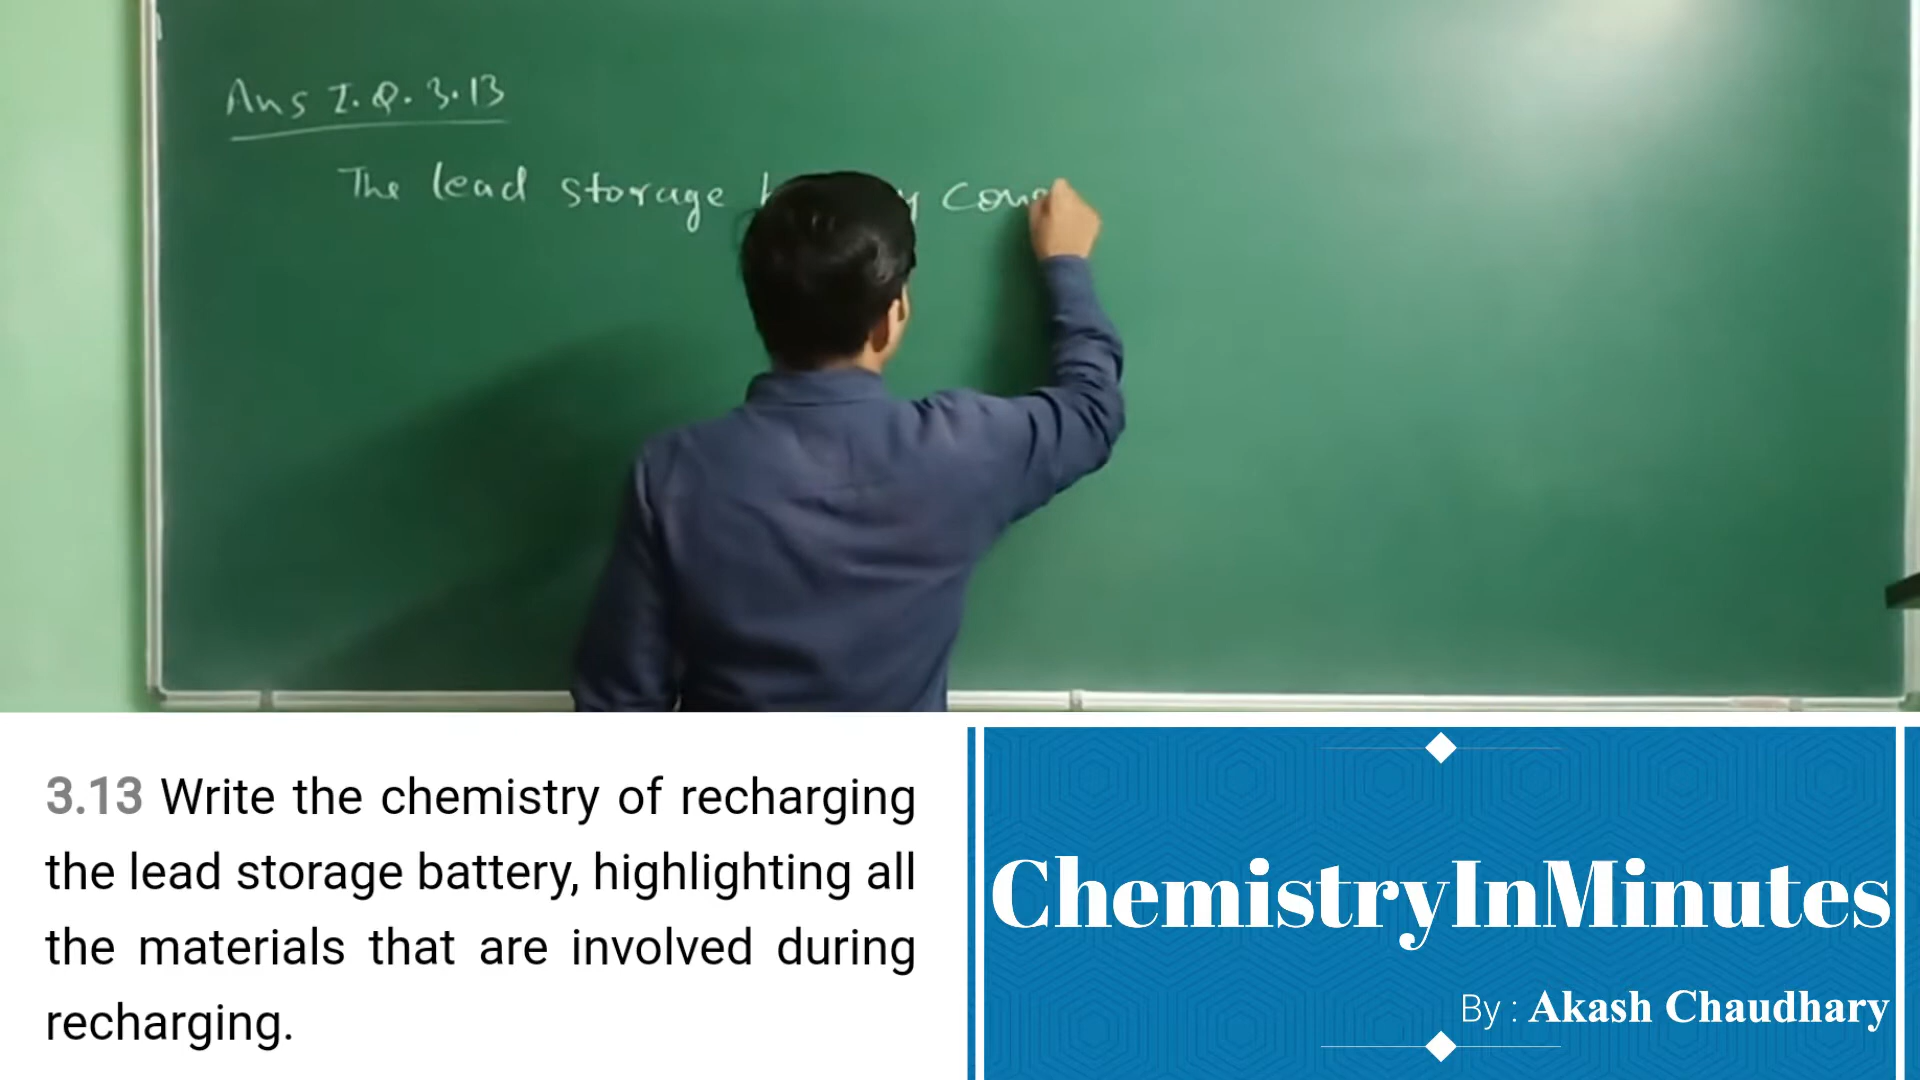 Ans I.Q. 3.13
The lead storage
3.13 Write the chemistry of recharging
the lead storage battery, highlighting all
the materials that are involved during
recharging.
ChemistryInMinutes
By : Akash Chaudhary